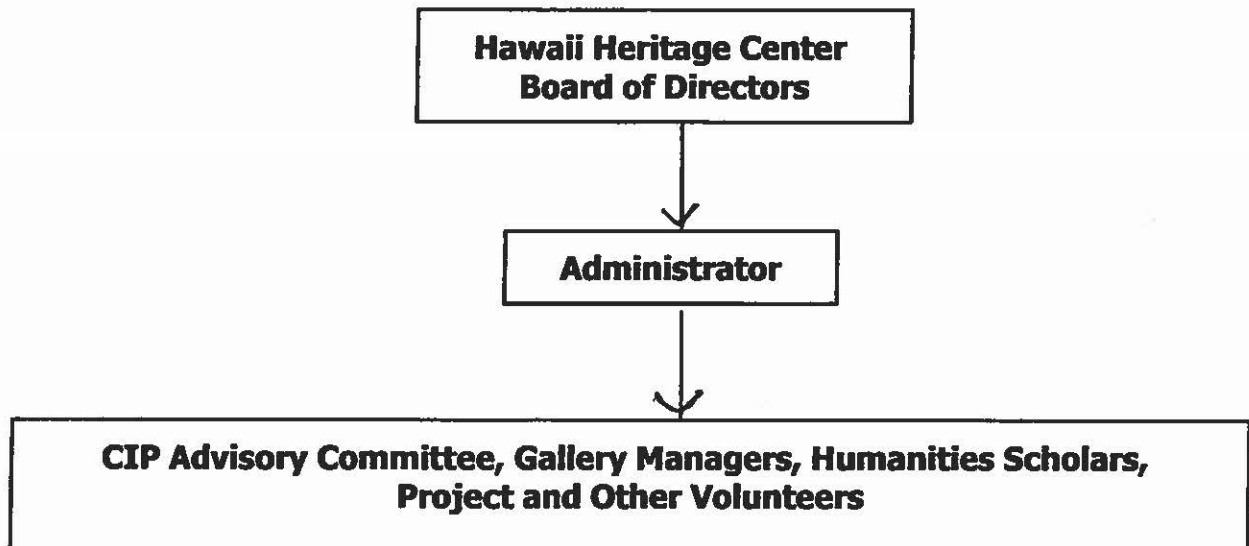 Hawaii Heritage Center
Board of Directors
Administrator
CIP Advisory Committee, Gallery Managers, Humanities Scholars,
Project and Other Volunteers